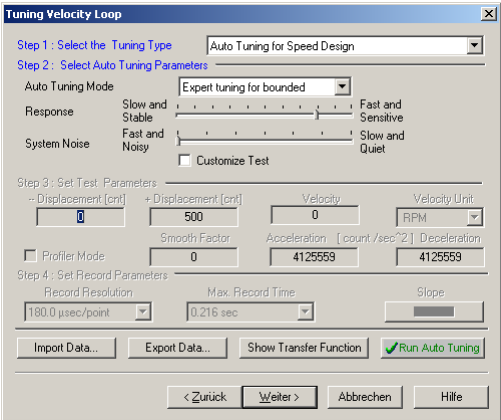 Tuning Velocity Loop
Step 1 : Select the Tuning Type Auto Tuning for Speed Design
Step 2 : Select Auto Tuning Parameters
Auto Tuning Mode Expert tuning for bounded
Response Slow and Stable Fast and Sensitive
System Noise Fast and Noisy Slow and Quiet
Customize Test
Step 3 : Set Test Parameters
-- Displacement [cnt] + Displacement [cnt] Velocity Velocity Unit
0 500 0 RPM
Smooth Factor Acceleration [ count /sec^2 ] Deceleration
Profiler Mode 0 4125559 4125559
Step 4 : Set Record Parameters
Record Resolution Max. Record Time Slope
180.0 µsec/point 0.216 sec
Import Data... Export Data... Show Transfer Function Run Auto Tuning
< Zurück Weiter > Abbrechen Hilfe